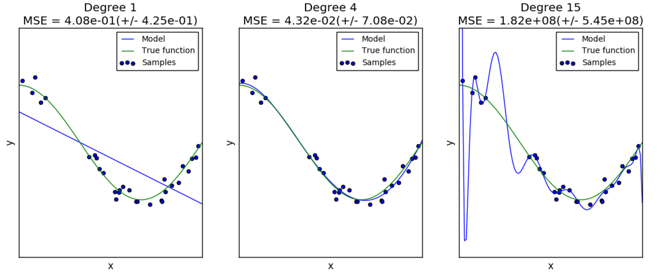 Degree 1
MSE = 4.08e-01(+/- 4.25e-01)
Model
True function
Samples
y
x
Degree 4
MSE = 4.32e-02(+/- 7.08e-02)
Model
True function
Samples
y
x
Degree 15
MSE = 1.82e+08(+/- 5.45e+08)
Model
True function
Samples
y
x